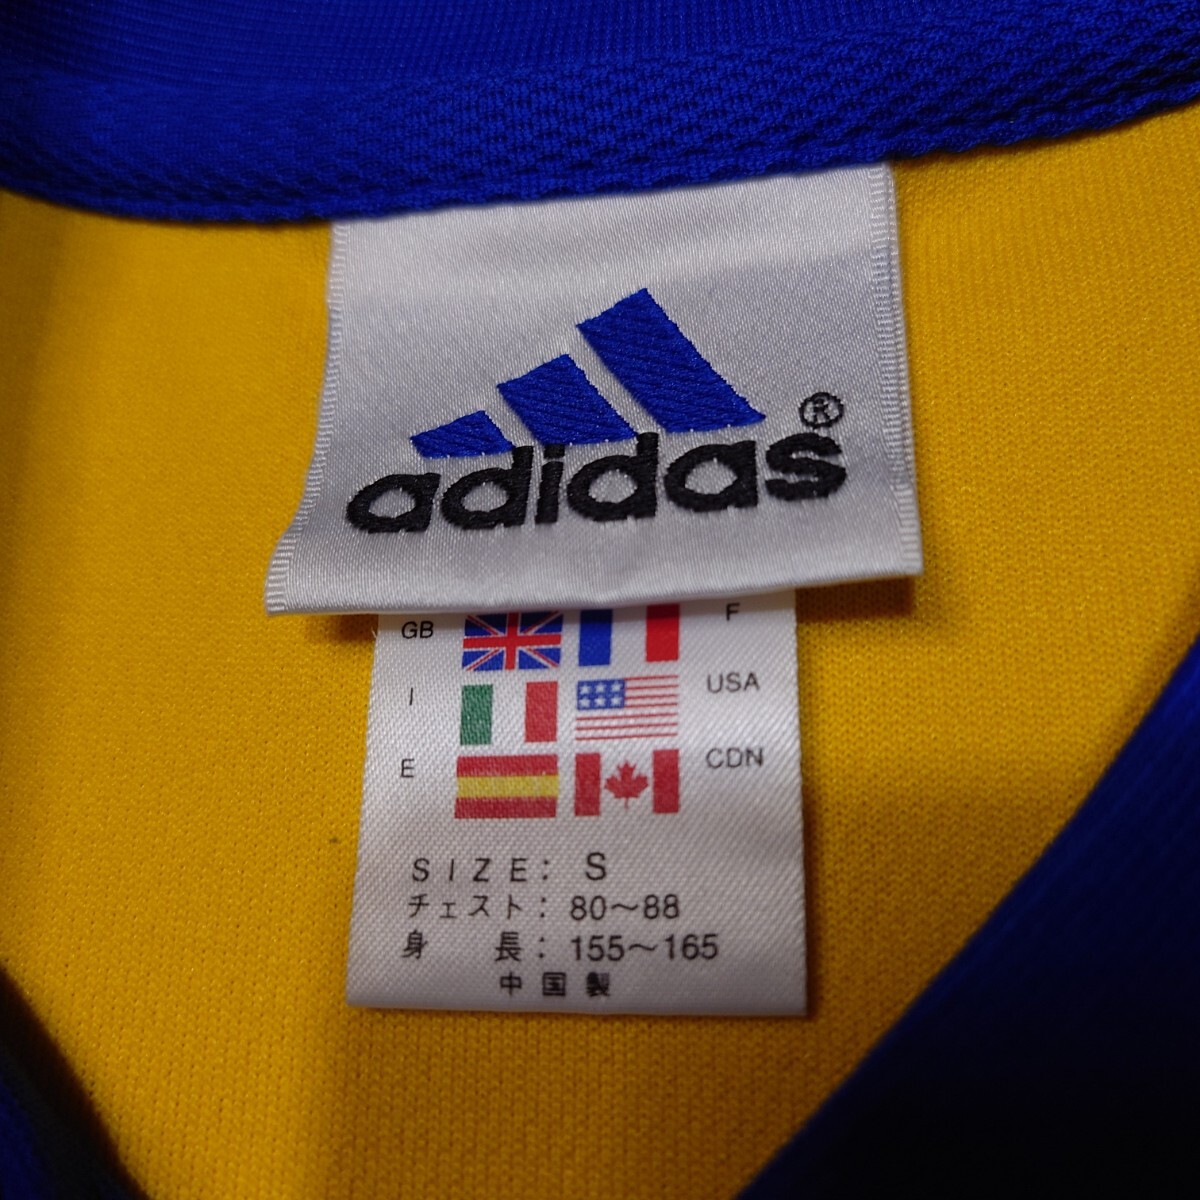 adidas®
GB F
I USA
E CDN
SIZE: S
チェスト: 80〜88
身 長: 155〜165
中国製